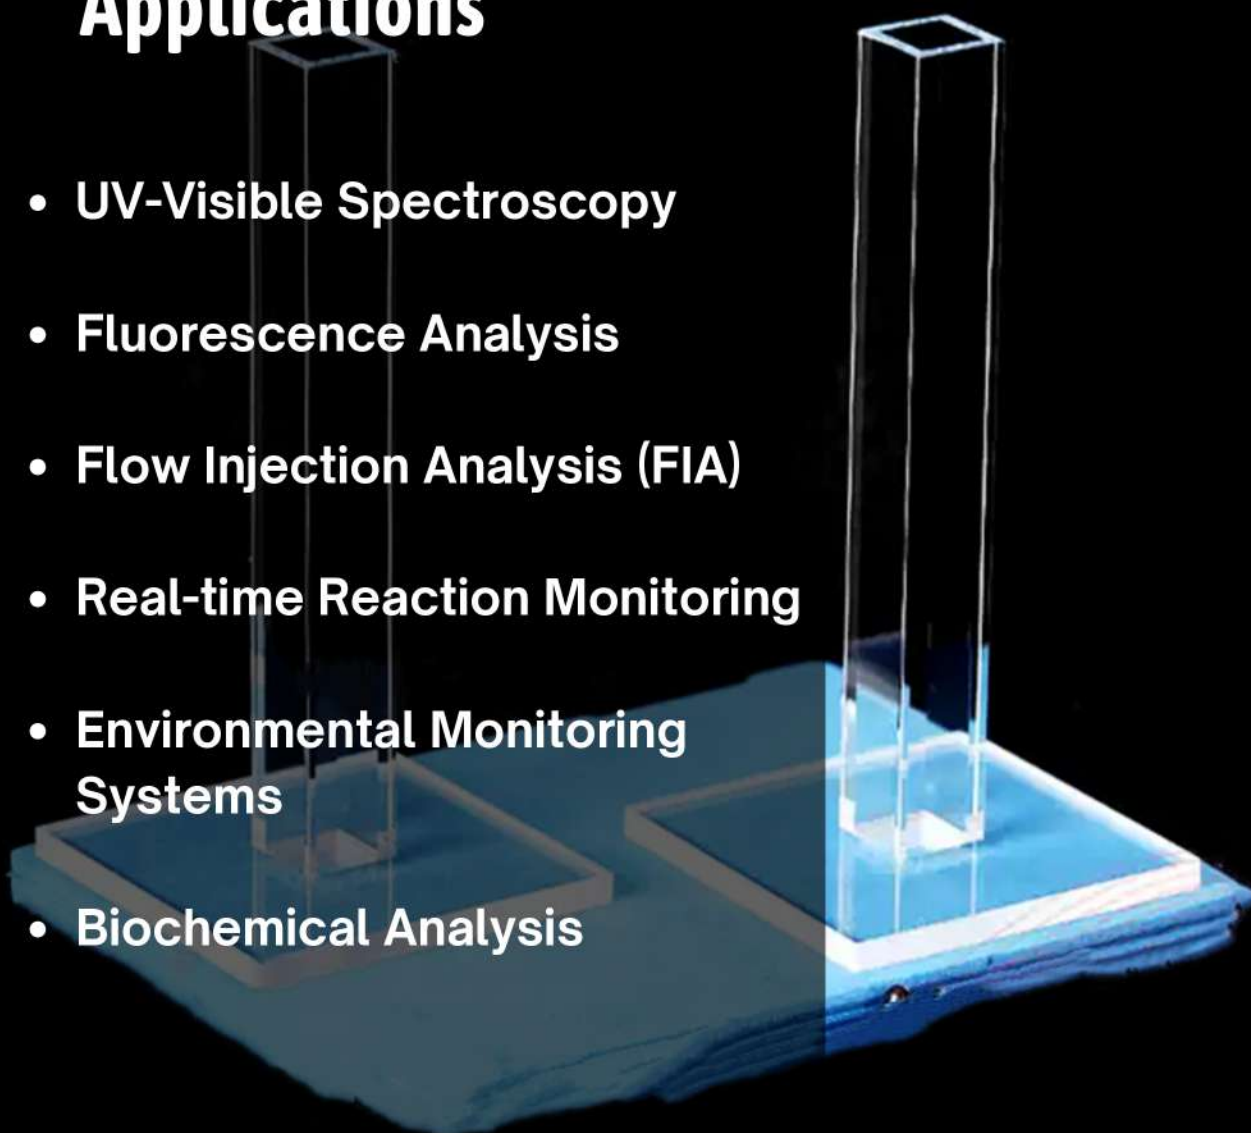 Applications
• UV-Visible Spectroscopy
• Fluorescence Analysis
• Flow Injection Analysis (FIA)
• Real-time Reaction Monitoring
• Environmental Monitoring
Systems
• Biochemical Analysis